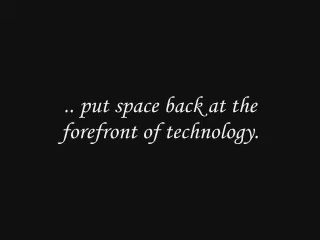 .. put space back at the
forefront of technology.